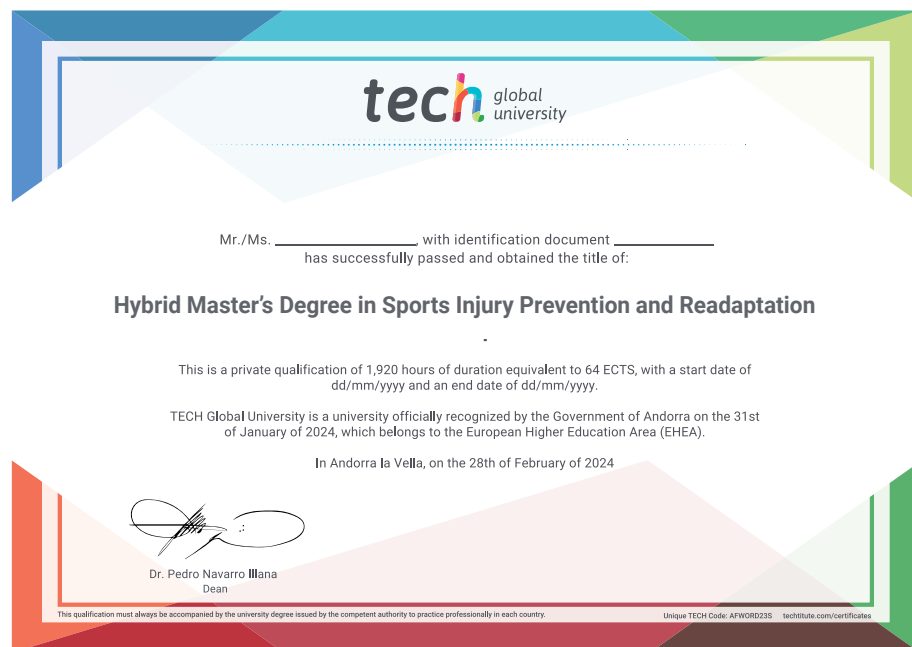 tech global university
Mr./Ms. ________________, with identification document ____________
has successfully passed and obtained the title of:
Hybrid Master's Degree in Sports Injury Prevention and Readaptation
-
This is a private qualification of 1,920 hours of duration equivalent to 64 ECTS, with a start date of
dd/mm/yyyy and an end date of dd/mm/yyyy.
TECH Global University is a university officially recognized by the Government of Andorra on the 31st
of January of 2024, which belongs to the European Higher Education Area (EHEA).
In Andorra la Vella, on the 28th of February of 2024
Dr. Pedro Navarro Illana
Dean
This qualification must always be accompanied by the university degree issued by the competent authority to practice professionally in each country.
Unique TECH Code: AFWORD23S techtitute.com/certificates